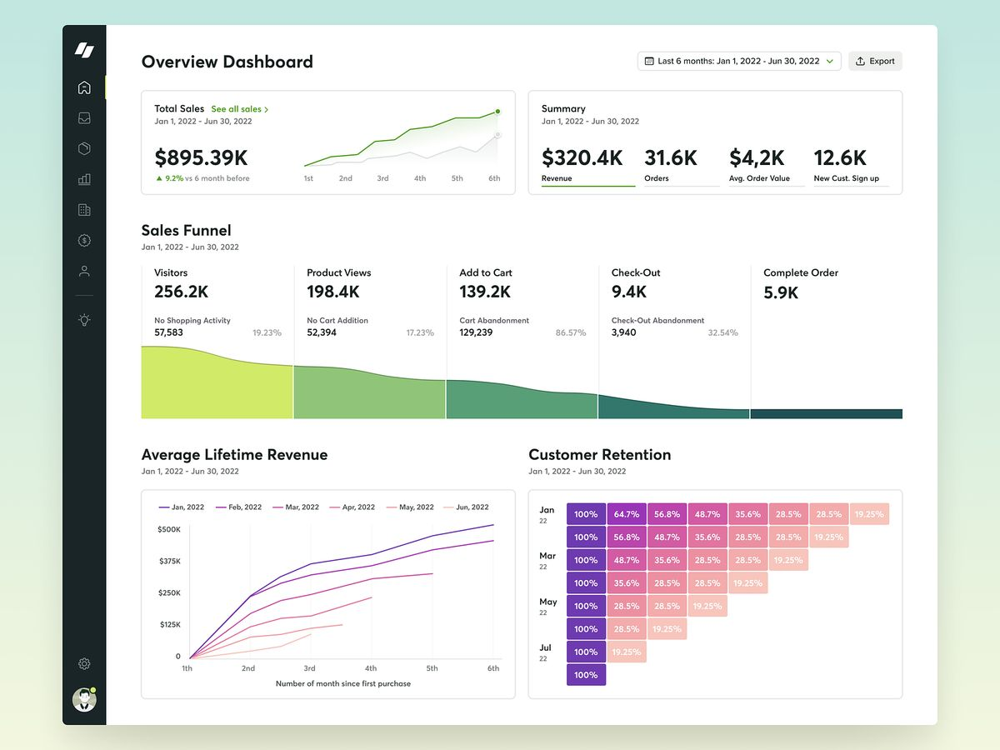 Overview Dashboard
Last 6 months: Jan 1, 2022 - Jun 30, 2022
Export
Total Sales See all sales >
Jan 1, 2022 - Jun 30, 2022
$895.39K
▲ 9.2% vs 6 month before
1st 2nd 3rd 4th 5th 6th
Summary
Jan 1, 2022 - Jun 30, 2022
$320.4K 31.6K $4,2K 12.6K
Revenue Orders Avg. Order Value New Cust. Sign up
Sales Funnel
Jan 1, 2022 - Jun 30, 2022
Visitors Product Views Add to Cart Check-Out Complete Order
256.2K 198.4K 139.2K 9.4K 5.9K
No Shopping Activity No Cart Addition Cart Abandonment Check-Out Abandonment
57,583 19.23% 52,394 17.23% 129,239 86.57% 3,940 32.54%
Average Lifetime Revenue
Jan 1, 2022 - Jun 30, 2022
Jan, 2022 Feb, 2022 Mar, 2022 Apr, 2022 May, 2022 Jun, 2022
$500K
$375K
$250K
$125K
0
1th 2nd 3rd 4th 5th 6th
Number of month since first purchase
Customer Retention
Jan 1, 2022 - Jun 30, 2022
Jan 22 100% 64.7% 56.8% 48.7% 35.6% 28.5% 28.5% 19.25%
100% 56.8% 48.7% 35.6% 28.5% 28.5% 19.25%
Mar 22 100% 48.7% 35.6% 28.5% 28.5% 19.25%
100% 35.6% 28.5% 28.5% 19.25%
May 22 100% 28.5% 28.5% 19.25%
100% 28.5% 19.25%
Jul 22 100% 19.25%
100%